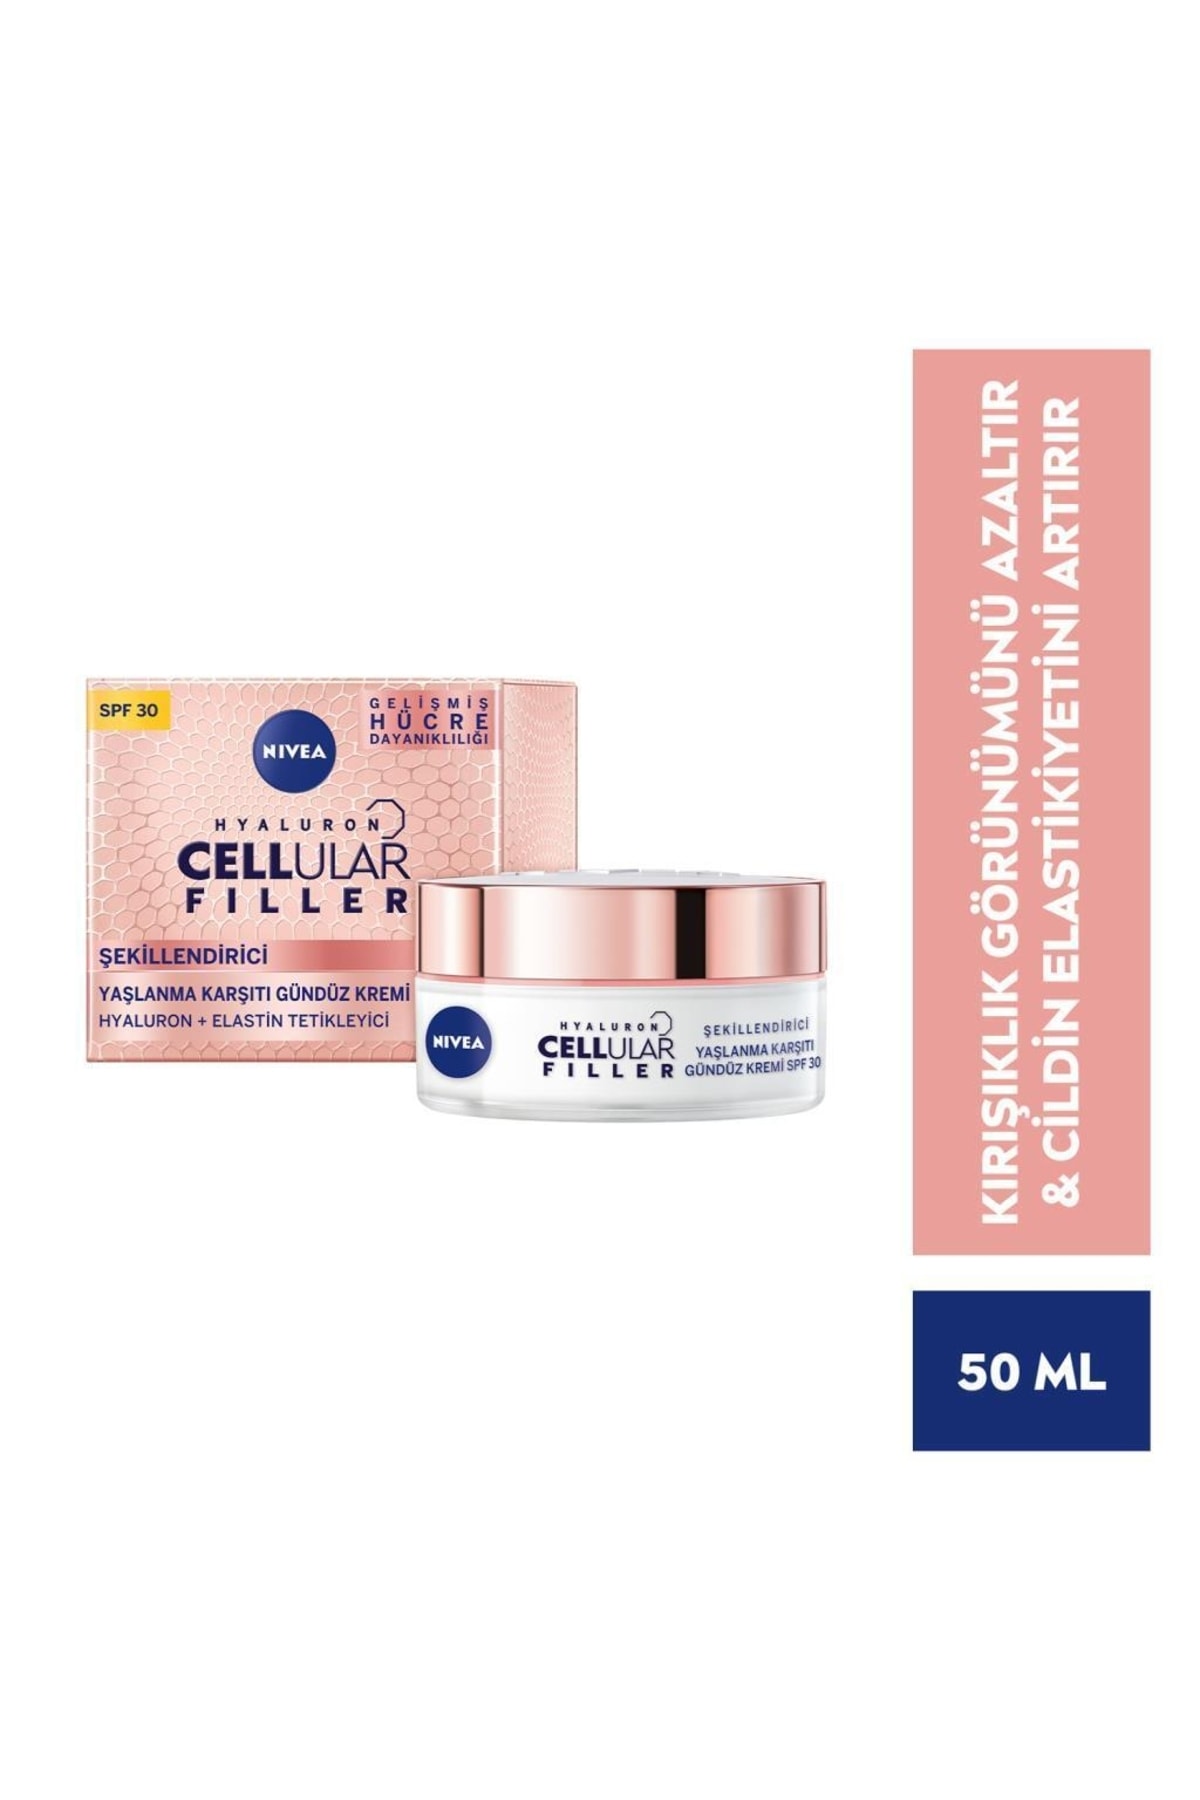 SPF 30
NIVEA
GELİŞMİŞ
HÜCRE
DAYANIKLILIĞI
HYALURON
CELLULAR
FILLER
ŞEKİLLENDİRİCİ
YAŞLANMA KARŞITI GÜNDÜZ KREMİ
HYALURON + ELASTİN TETİKLEYİCİ
NIVEA
HYALURON
CELLULAR
FILLER
ŞEKİLLENDİRİCİ
YAŞLANMA KARŞITI
GÜNDÜZ KREMİ SPF 30
KIRIŞIKLIK GÖRÜNÜMÜNÜ AZALTIR
& CİLDİN ELASTİKİYETİNİ ARTIRIR
50 ML